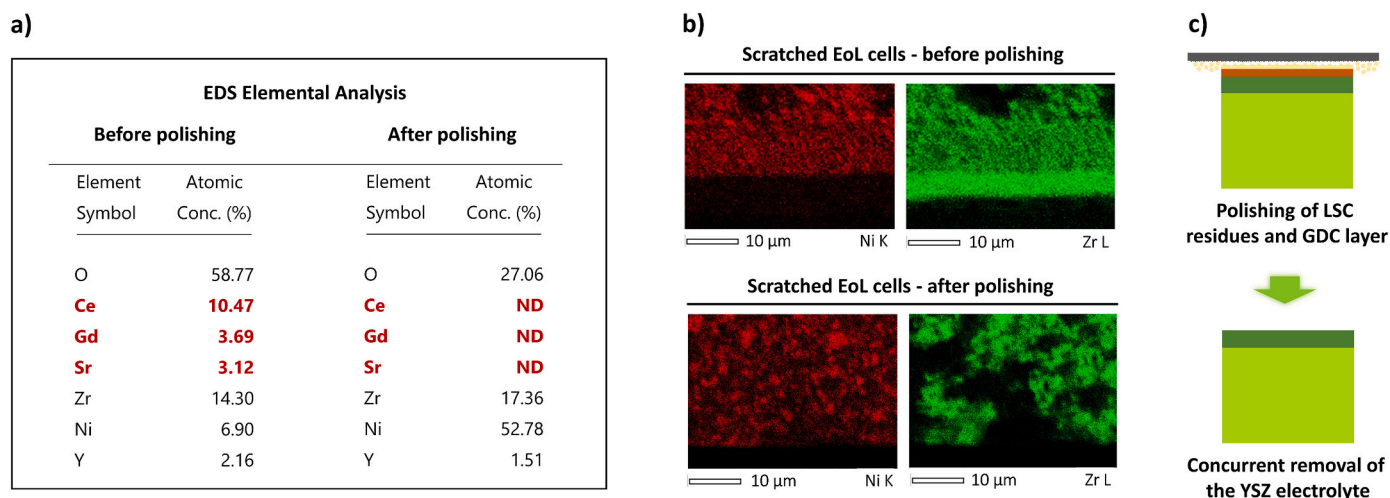 a)
EDS Elemental Analysis
Before polishing
After polishing
Element Symbol
Atomic Conc. (%)
Element Symbol
Atomic Conc. (%)
O 58.77 O 27.06
Ce 10.47 Ce ND
Gd 3.69 Gd ND
Sr 3.12 Sr ND
Zr 14.30 Zr 17.36
Ni 6.90 Ni 52.78
Y 2.16 Y 1.51
b)
Scratched EoL cells - before polishing
10 μm Ni K
10 μm Zr L
Scratched EoL cells - after polishing
10 μm Ni K
10 μm Zr L
c)
Polishing of LSC
residues and GDC layer
Concurrent removal of
the YSZ electrolyte